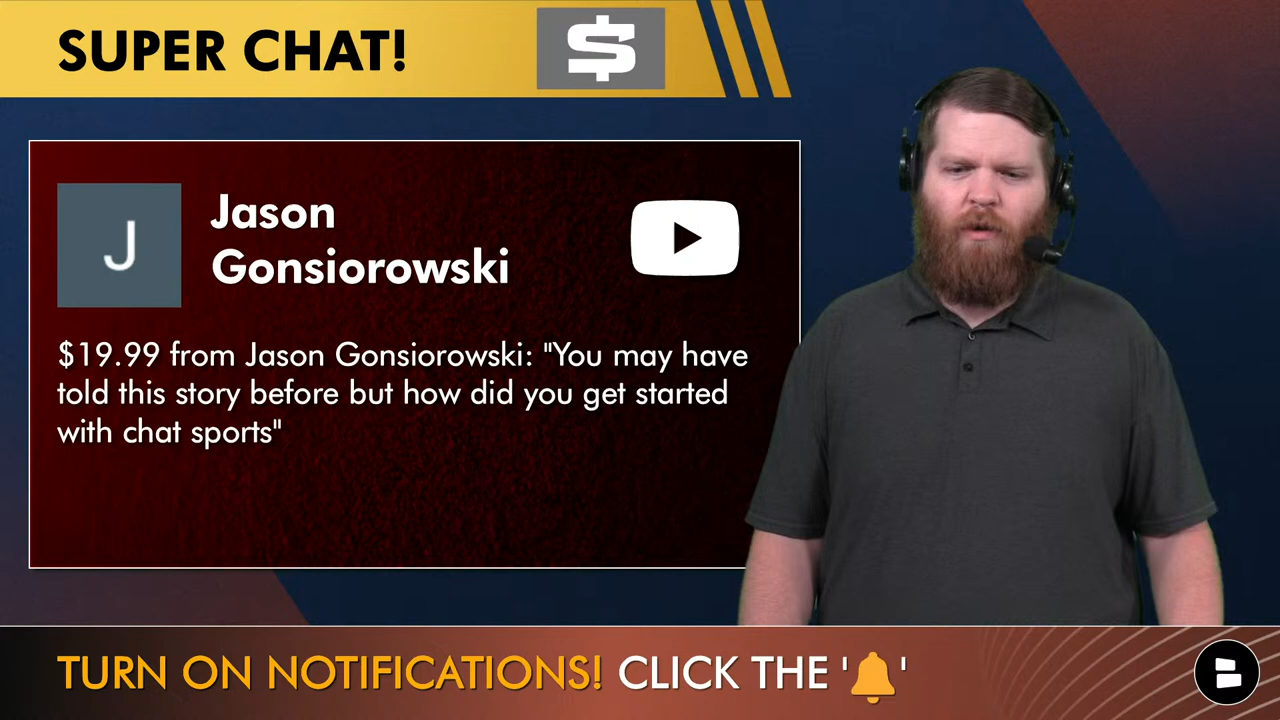 SUPER CHAT!
$
J
Jason
Gonsiorowski
$19.99 from Jason Gonsiorowski: "You may have
told this story before but how did you get started
with chat sports"
TURN ON NOTIFICATIONS! CLICK THE '🔔'